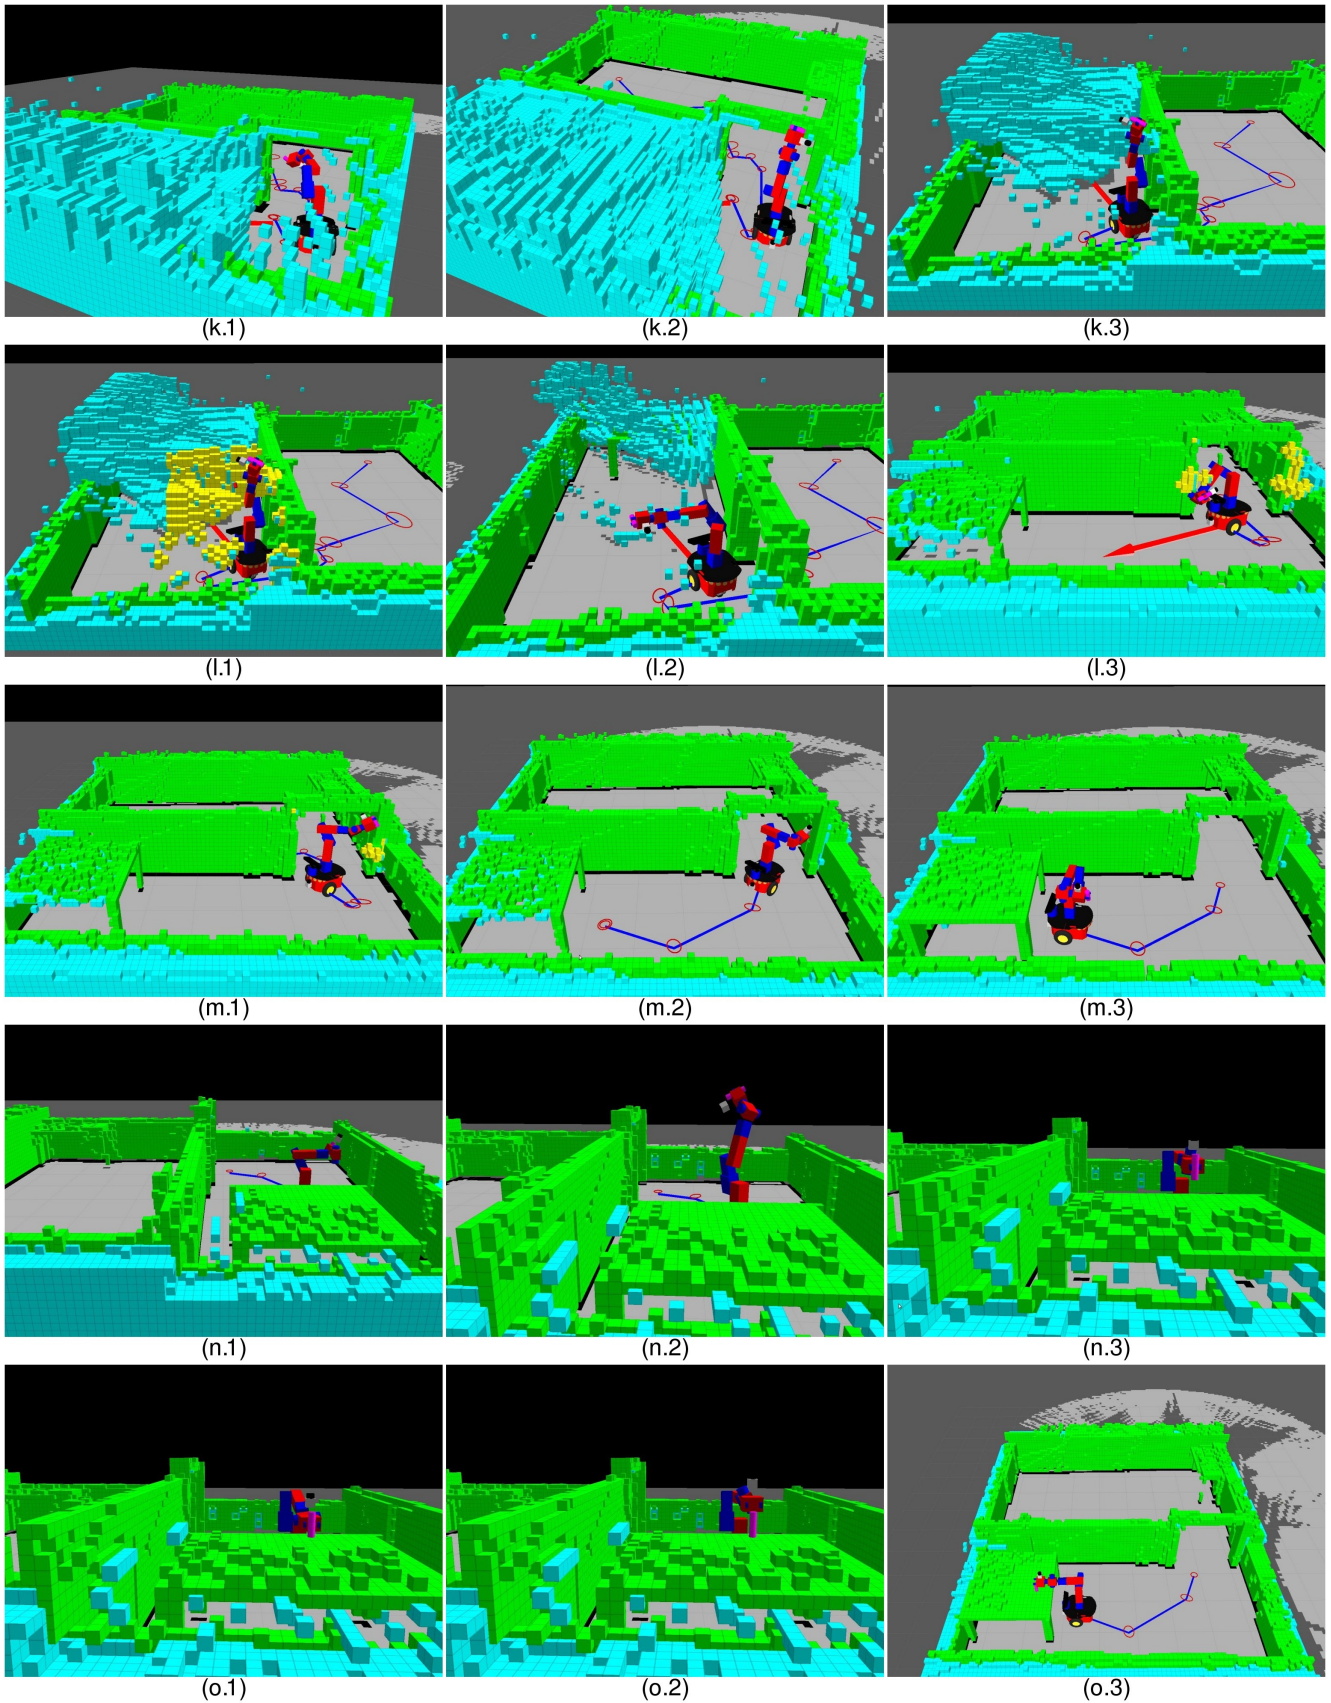 (k.1) (k.2) (k.3)
(l.1) (l.2) (l.3)
(m.1) (m.2) (m.3)
(n.1) (n.2) (n.3)
(o.1) (o.2) (o.3)